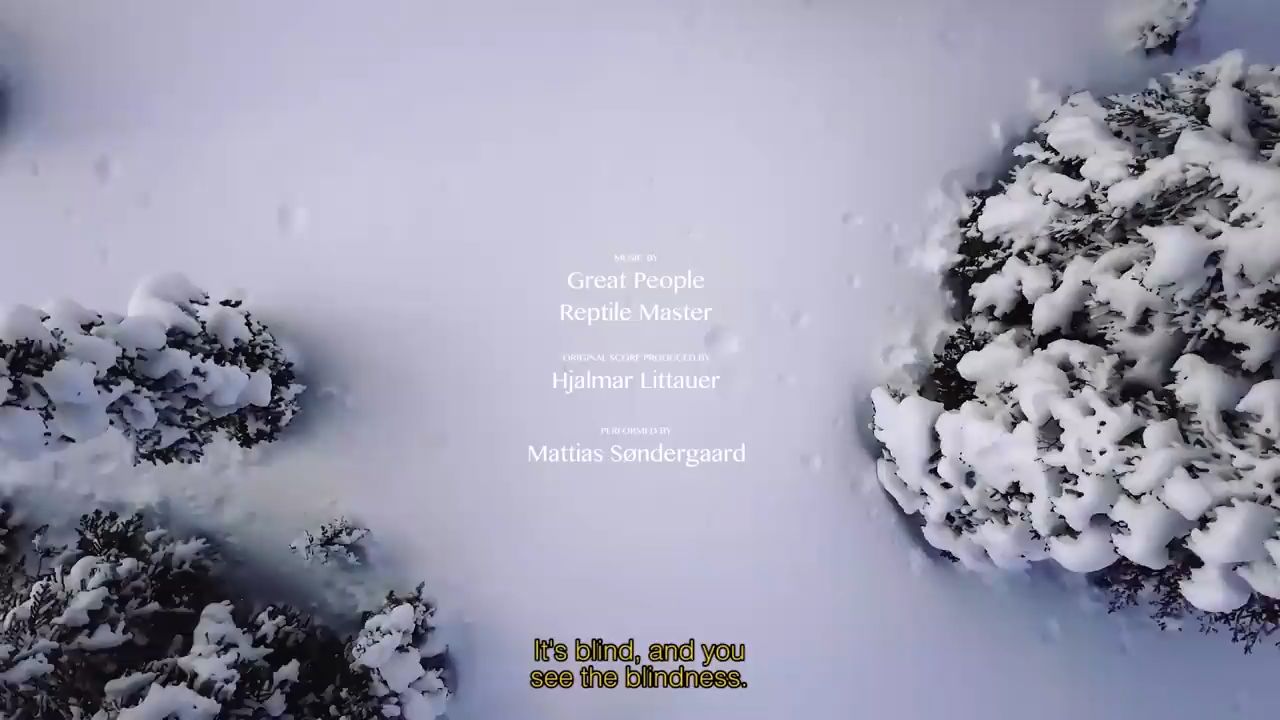 MUSIC BY
Great People
Reptile Master
ORIGINAL SCORE PRODUCED BY
Hjalmar Littauer
PERFORMED BY
Mattias Søndergaard
It's blind, and you
see the blindness.